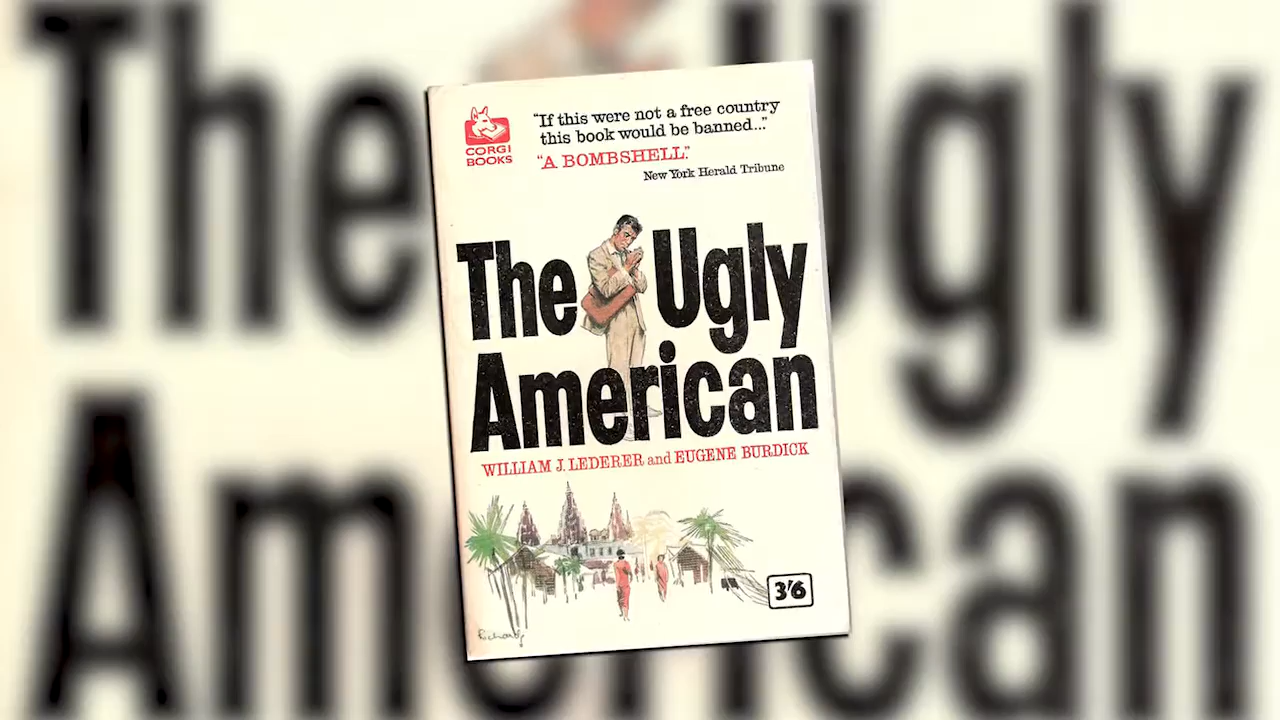 "If this were not a free country
this book would be banned..."
CORGI
BOOKS
"A BOMBSHELL."
New York Herald Tribune
The Ugly
American
WILLIAM J. LEDERER and EUGENE BURDICK
3'6